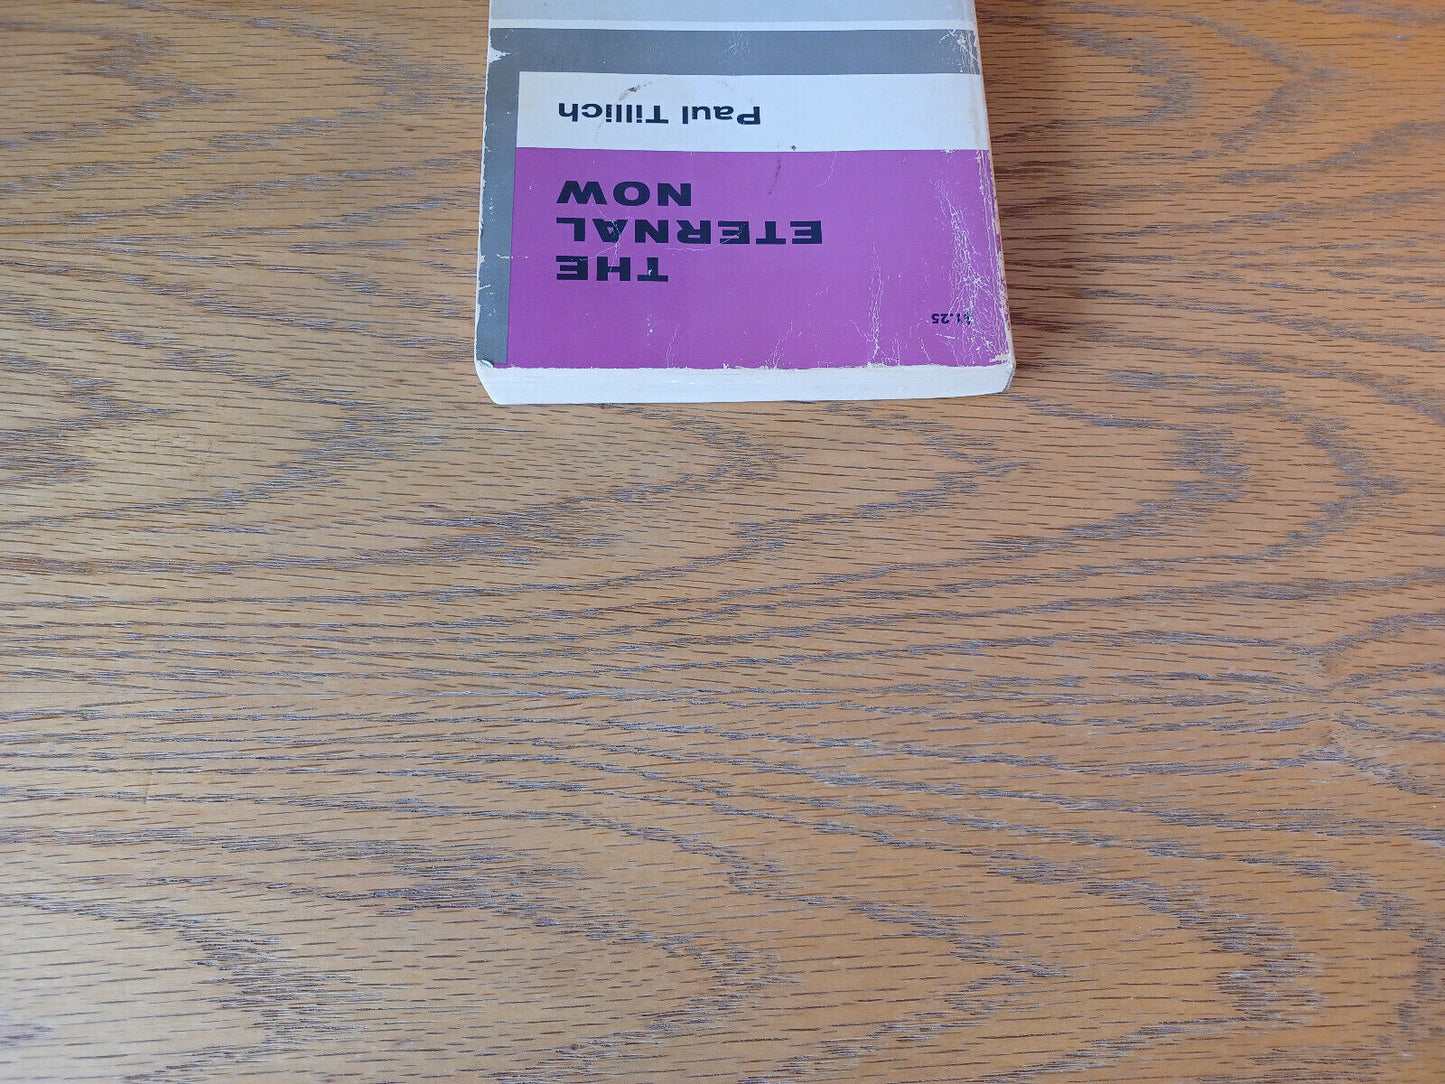 $1.25
THE
ETERNAL
NOW
Paul Tillich